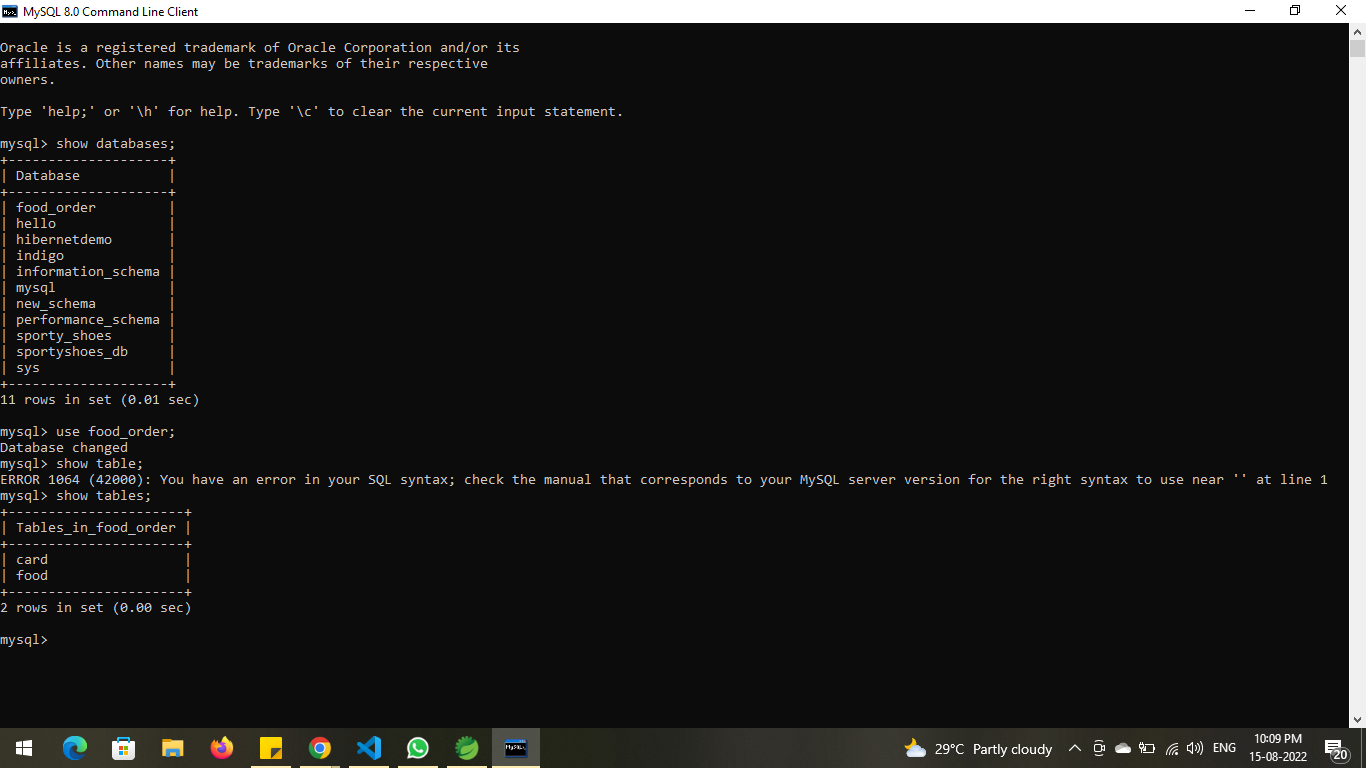 MySQL 8.0 Command Line Client
Oracle is a registered trademark of Oracle Corporation and/or its
affiliates. Other names may be trademarks of their respective
owners.
Type 'help;' or '\h' for help. Type '\c' to clear the current input statement.
mysql> show databases;
+--------------------+
| Database           |
+--------------------+
| food_order         |
| hello              |
| hibernetdemo       |
| indigo             |
| information_schema |
| mysql              |
| new_schema         |
| performance_schema |
| sporty_shoes       |
| sportyshoes_db     |
| sys                |
+--------------------+
11 rows in set (0.01 sec)
mysql> use food_order;
Database changed
mysql> show table;
ERROR 1064 (42000): You have an error in your SQL syntax; check the manual that corresponds to your MySQL server version for the right syntax to use near '' at line 1
mysql> show tables;
+----------------------+
| Tables_in_food_order |
+----------------------+
| card                 |
| food                 |
+----------------------+
2 rows in set (0.00 sec)
mysql>
29°C Partly cloudy
ENG
10:09 PM
15-08-2022
20